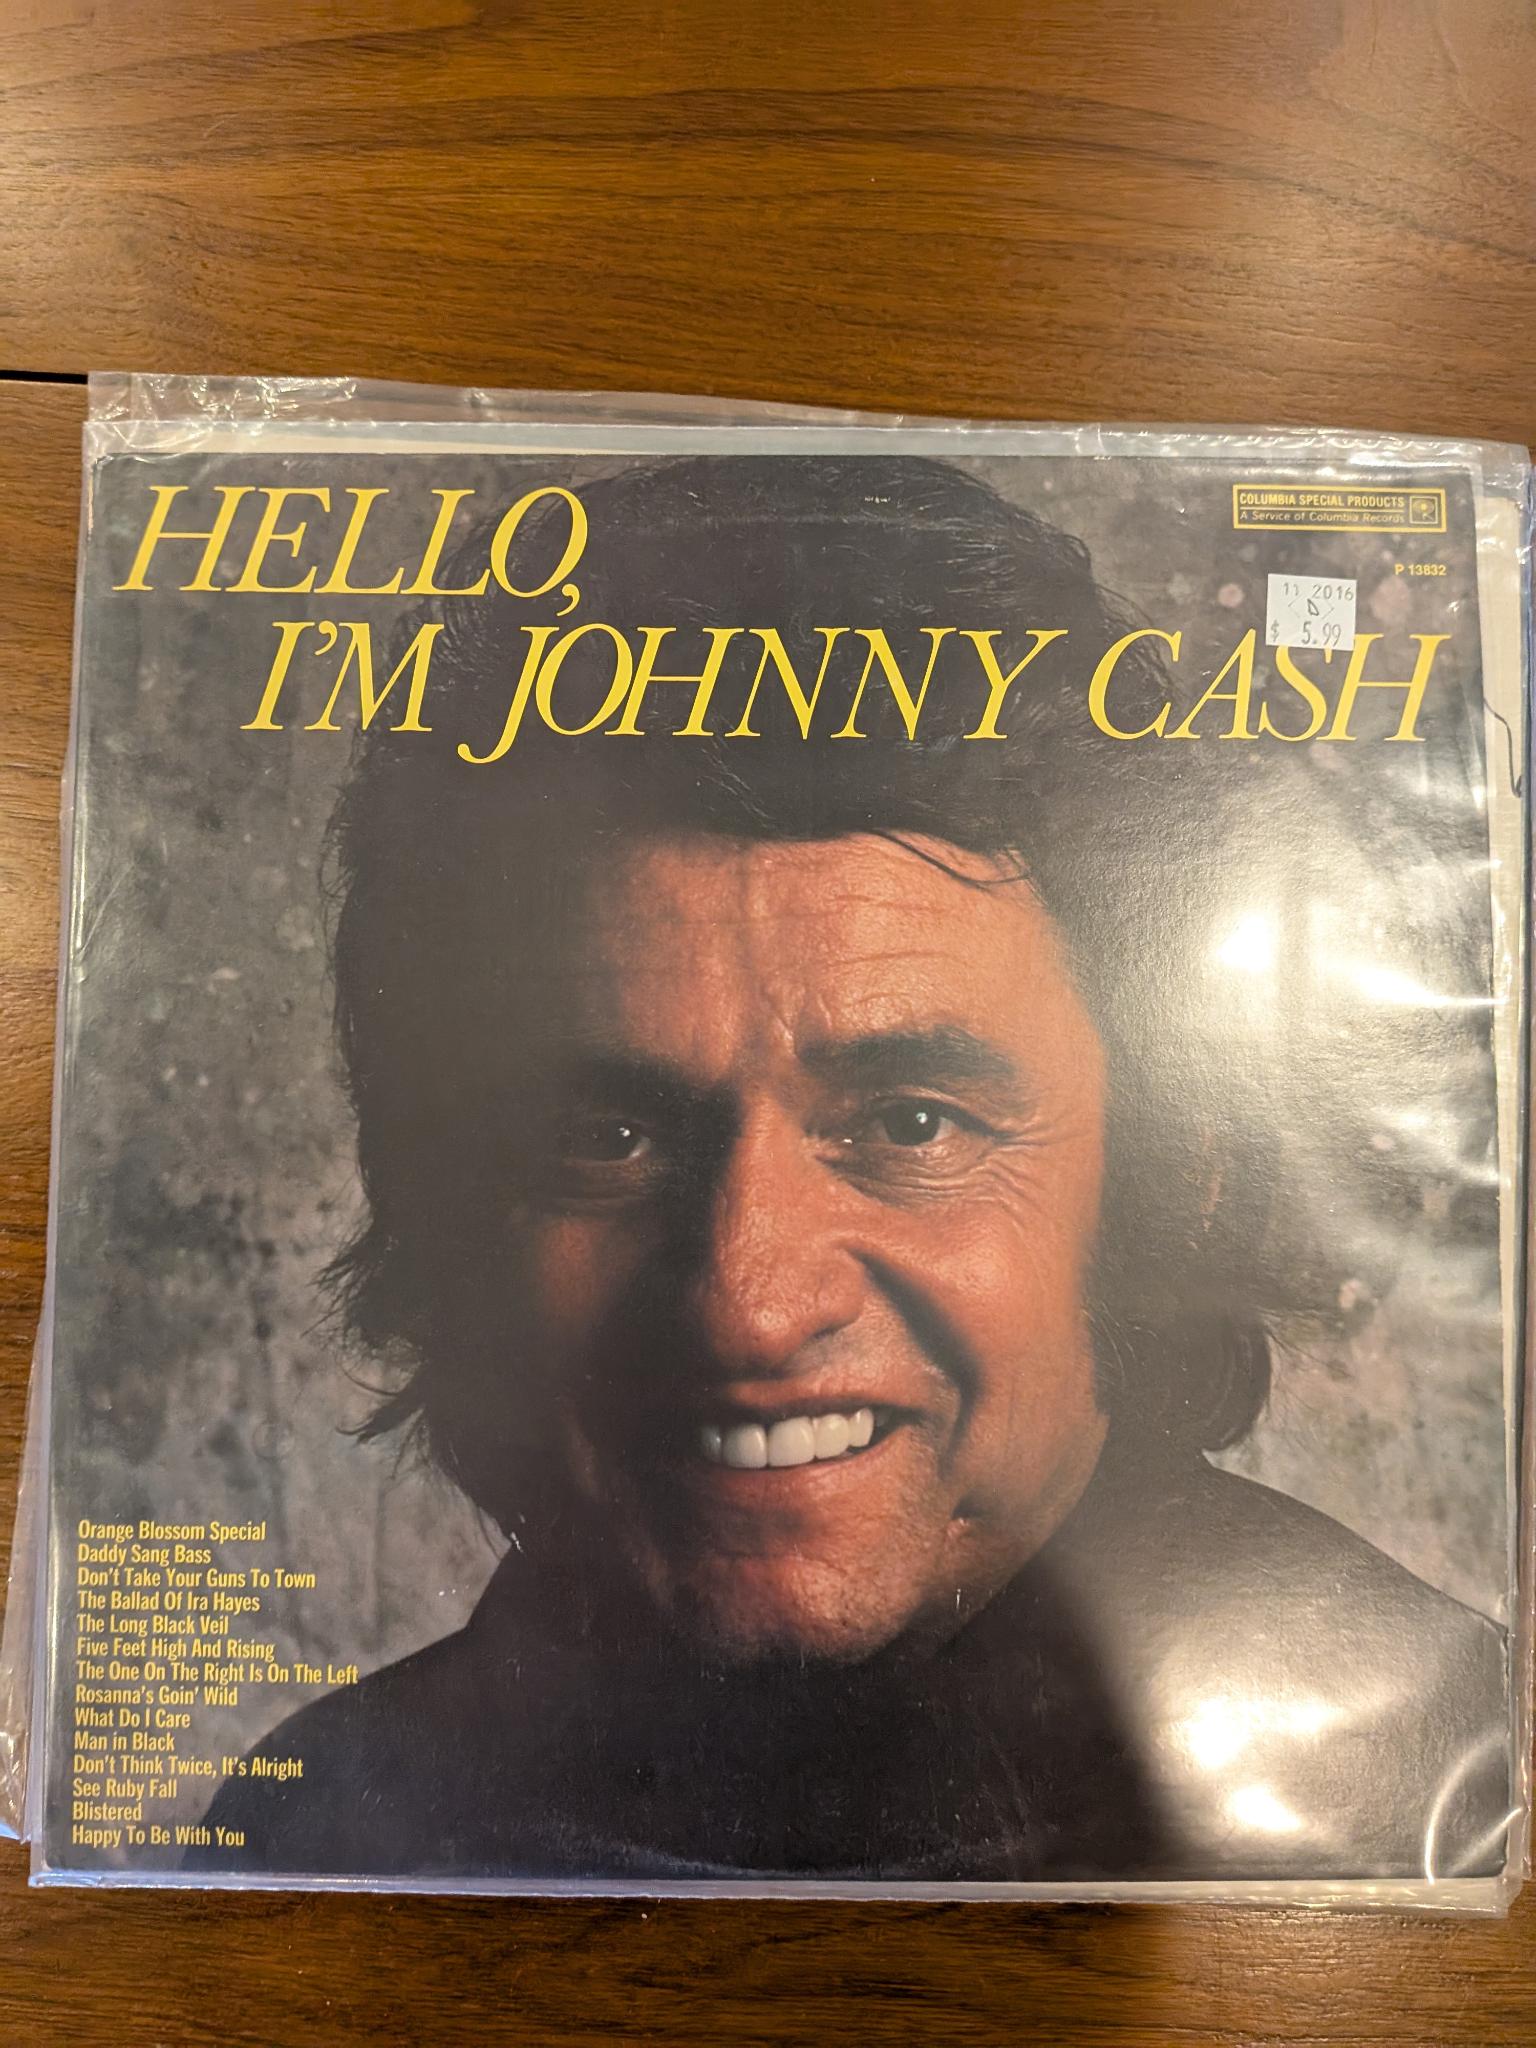 HELLO,
I'M JOHNNY CASH
COLUMBIA SPECIAL PRODUCTS
A Service of Columbia Records
P 13832
11 2016
D
$ 5.99
Orange Blossom Special
Daddy Sang Bass
Don't Take Your Guns To Town
The Ballad Of Ira Hayes
The Long Black Veil
Five Feet High And Rising
The One On The Right Is On The Left
Rosanna's Goin' Wild
What Do I Care
Man in Black
Don't Think Twice, It's Alright
See Ruby Fall
Blistered
Happy To Be With You